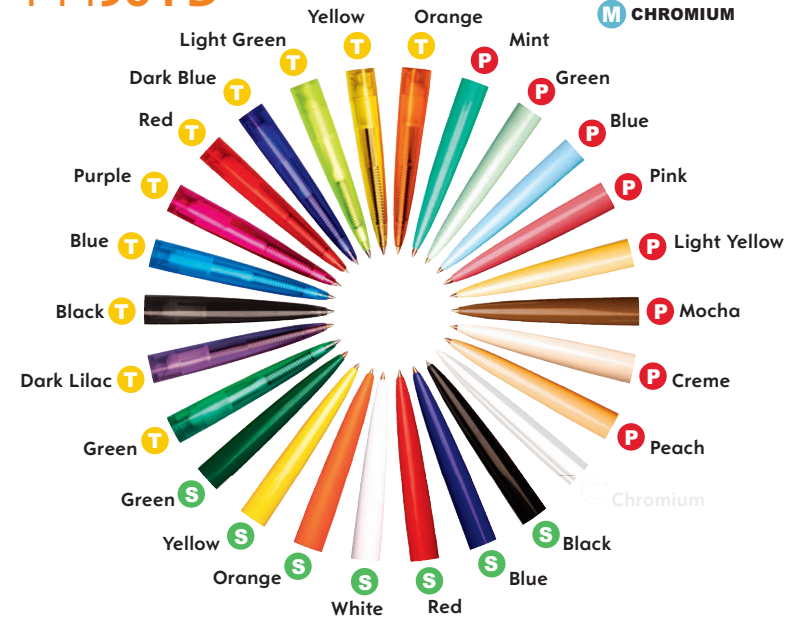 M CHROMIUM
Yellow T
Orange T
Light Green T
Mint P
Dark Blue T
Green P
Red T
Blue P
Purple T
Pink P
Blue T
Light Yellow P
Black T
Mocha P
Dark Lilac T
Creme P
Green T
Peach P
Green S
Chromium
Yellow S
Black S
Orange S
Blue S
White S
Red S